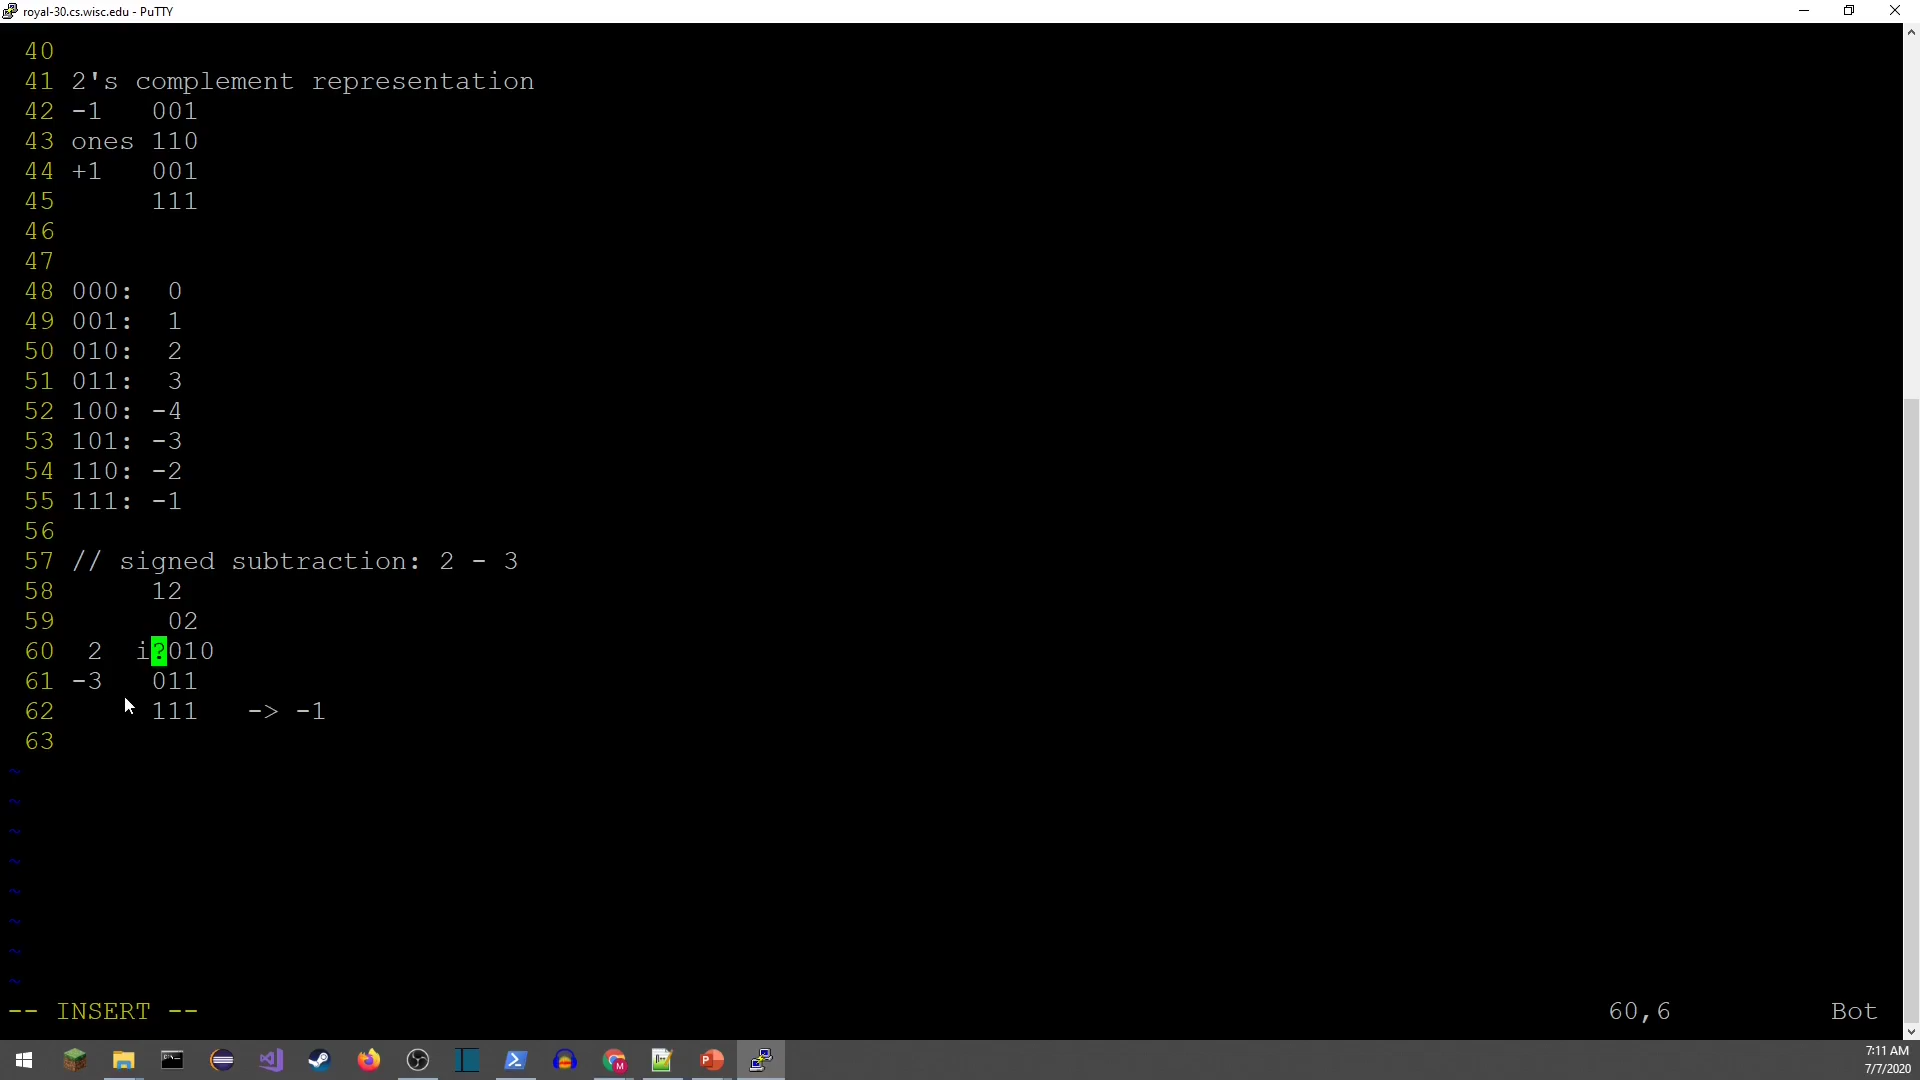 royal-30.cs.wisc.edu - PuTTY
40
41 2's complement representation
42 -1   001
43 ones 110
44 +1   001
45      111
46
47
48 000:  0
49 001:  1
50 010:  2
51 011:  3
52 100: -4
53 101: -3
54 110: -2
55 111: -1
56
57 // signed subtraction: 2 - 3
58      12
59       02
60  2  i?010
61 -3   011
62      111   -> -1
63
~
~
~
~
~
~
~
~
-- INSERT --                    60,6          Bot
7:11 AM
7/7/2020